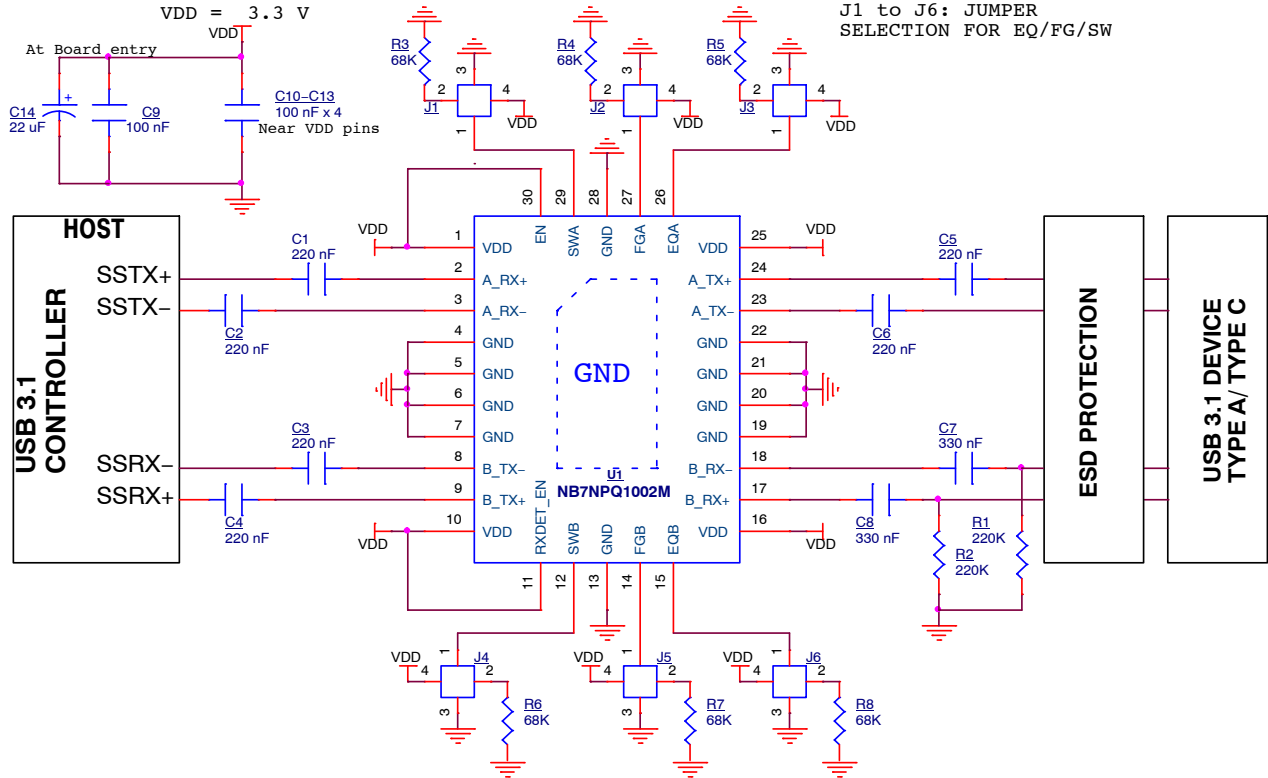 VDD = 3.3 V
VDD
At Board entry
C14
22 uF
+
C9
100 nF
C10-C13
100 nF x 4
Near VDD pins
J1 to J6: JUMPER
SELECTION FOR EQ/FG/SW
R3
68K
J1
2
3
4
1
VDD
R4
68K
J2
2
3
4
1
VDD
R5
68K
J3
2
3
4
1
VDD
30
29
28
27
26
EN
SWA
GND
FGA
EQA
HOST
USB 3.1
CONTROLLER
SSTX+
SSTX-
SSRX-
SSRX+
C1
220 nF
C2
220 nF
C3
220 nF
C4
220 nF
VDD
VDD
1
VDD
2
A_RX+
3
A_RX-
4
GND
5
GND
6
GND
7
GND
8
B_TX-
9
B_TX+
10
VDD
GND
U1
NB7NPQ1002M
25
VDD
24
A_TX+
23
A_TX-
22
GND
21
GND
20
GND
19
GND
18
B_RX-
17
B_RX+
16
VDD
VDD
VDD
C5
220 nF
C6
220 nF
C7
330 nF
C8
330 nF
R1
220K
R2
220K
ESD PROTECTION
USB 3.1 DEVICE
TYPE A/ TYPE C
RXDET_EN
SWB
GND
FGB
EQB
11
12
13
14
15
VDD
4
1
J4
2
3
R6
68K
VDD
4
1
J5
2
3
R7
68K
VDD
4
1
J6
2
3
R8
68K